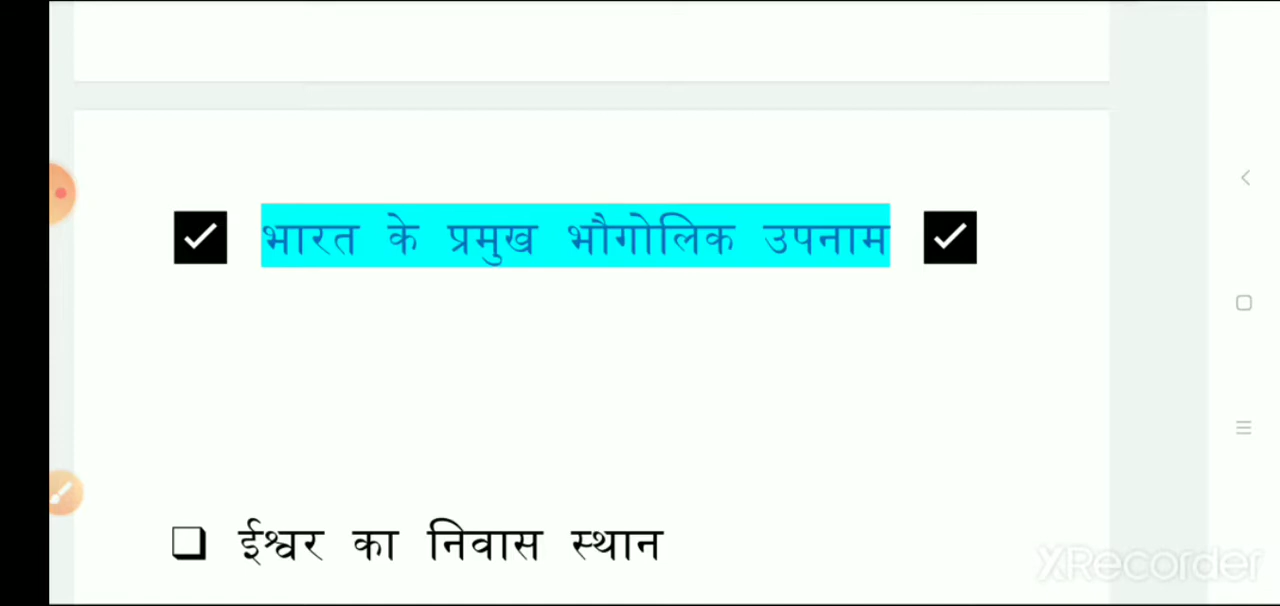 भारत के प्रमुख भौगोलिक उपनाम
ईश्वर का निवास स्थान
XRecorder